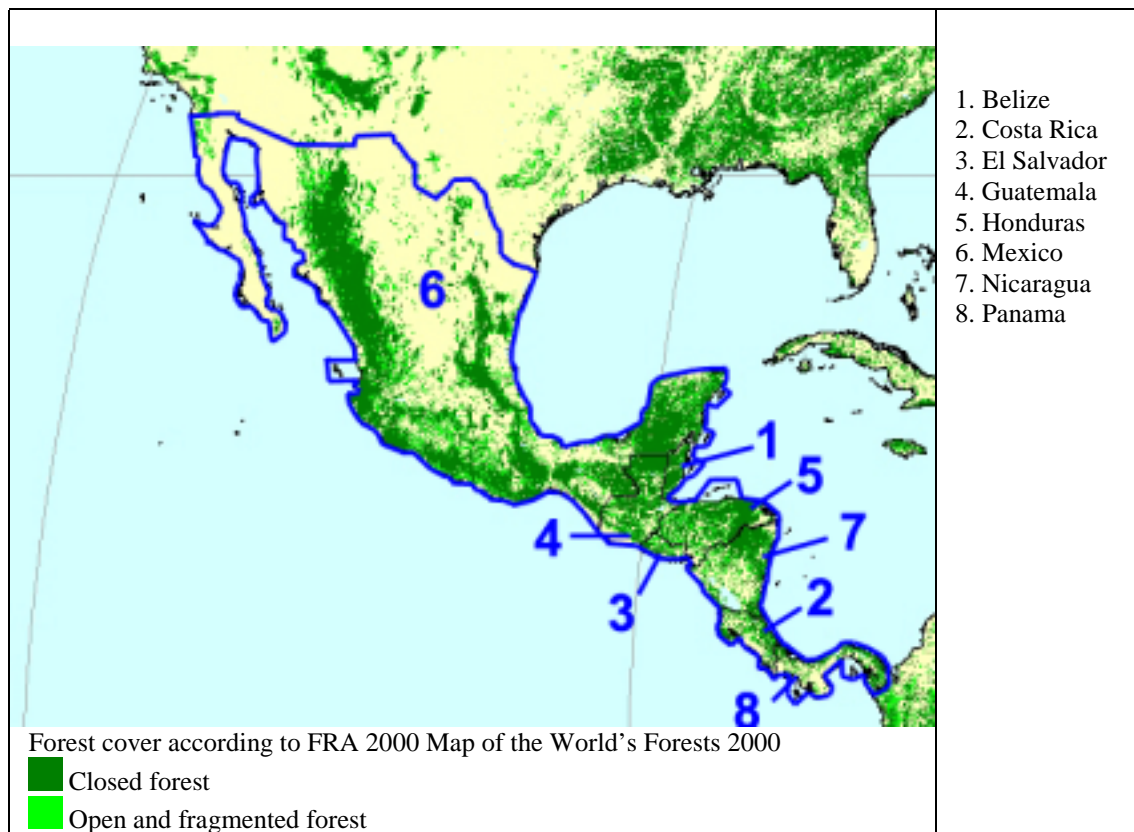 1. Belize
2. Costa Rica
3. El Salvador
4. Guatemala
5. Honduras
6. Mexico
7. Nicaragua
8. Panama
6
1
5
4
7
3
2
8
Forest cover according to FRA 2000 Map of the World's Forests 2000
Closed forest
Open and fragmented forest